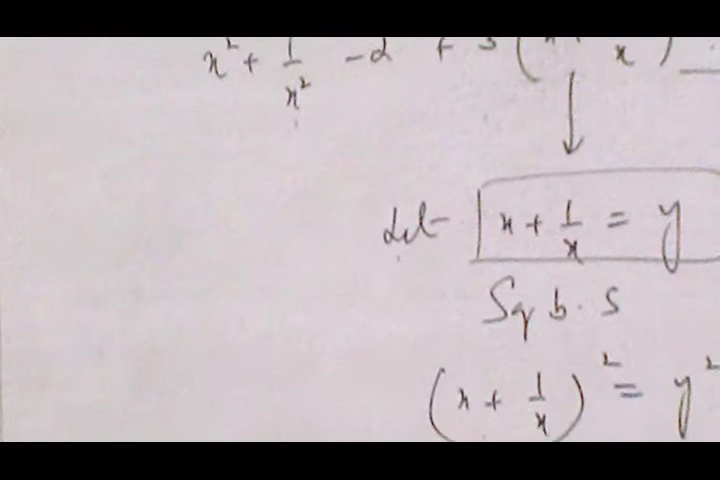 x² + 1/x² - 2 + 3 ( x
Let x + 1/x = y
Sq b. S
(x + 1/x)² = y²